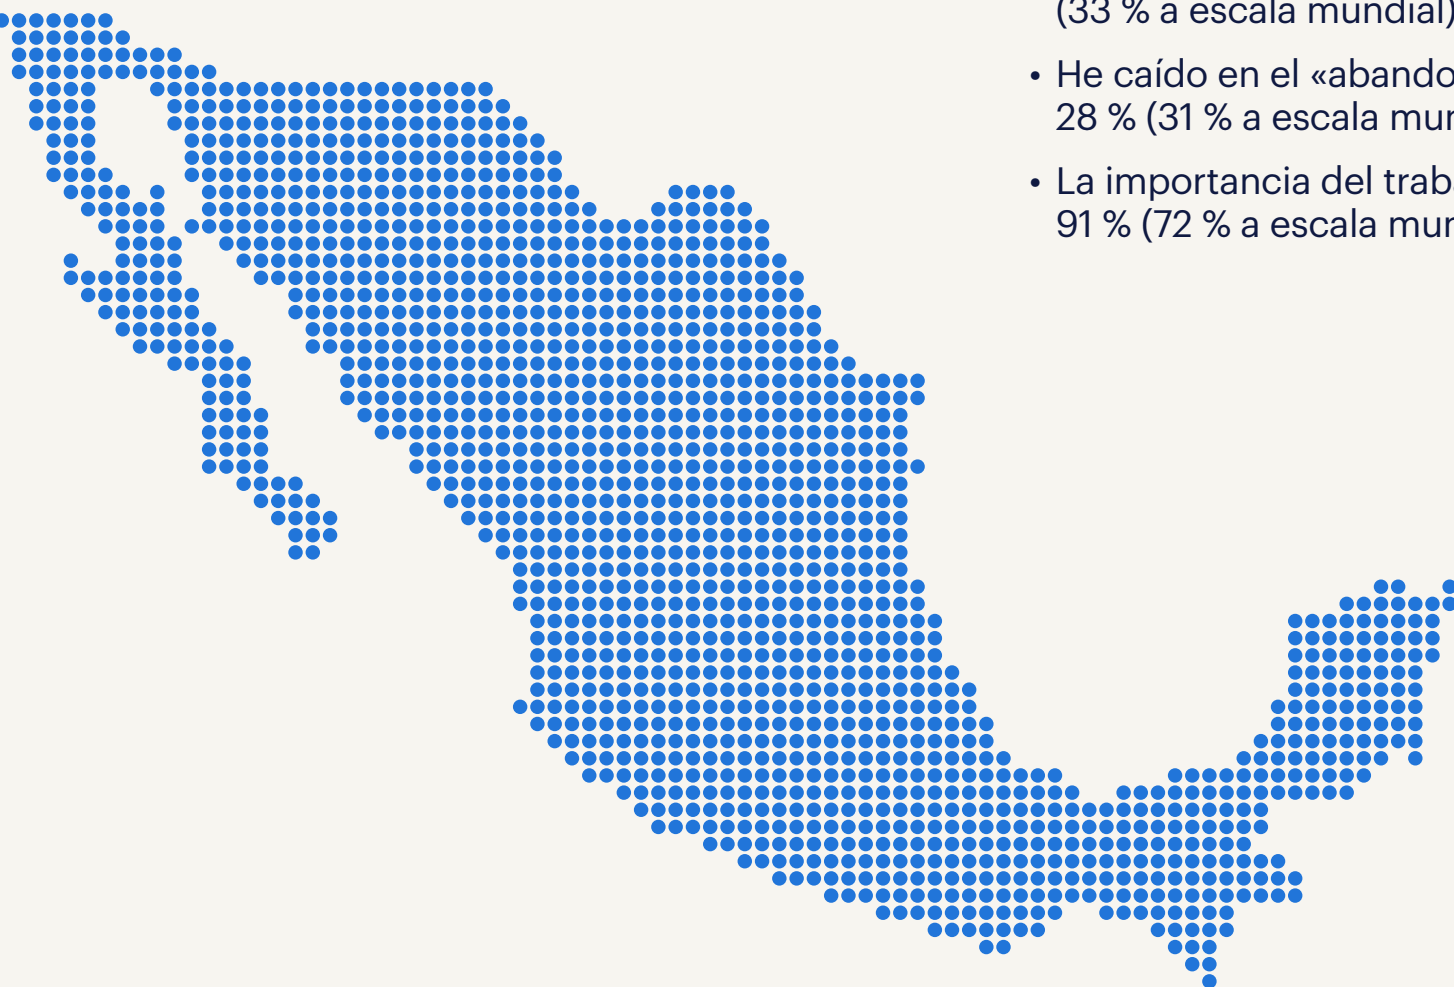 (33 % a escala mundial)
• He caído en el «abando
28 % (31 % a escala mun
• La importancia del trab
91 % (72 % a escala mun